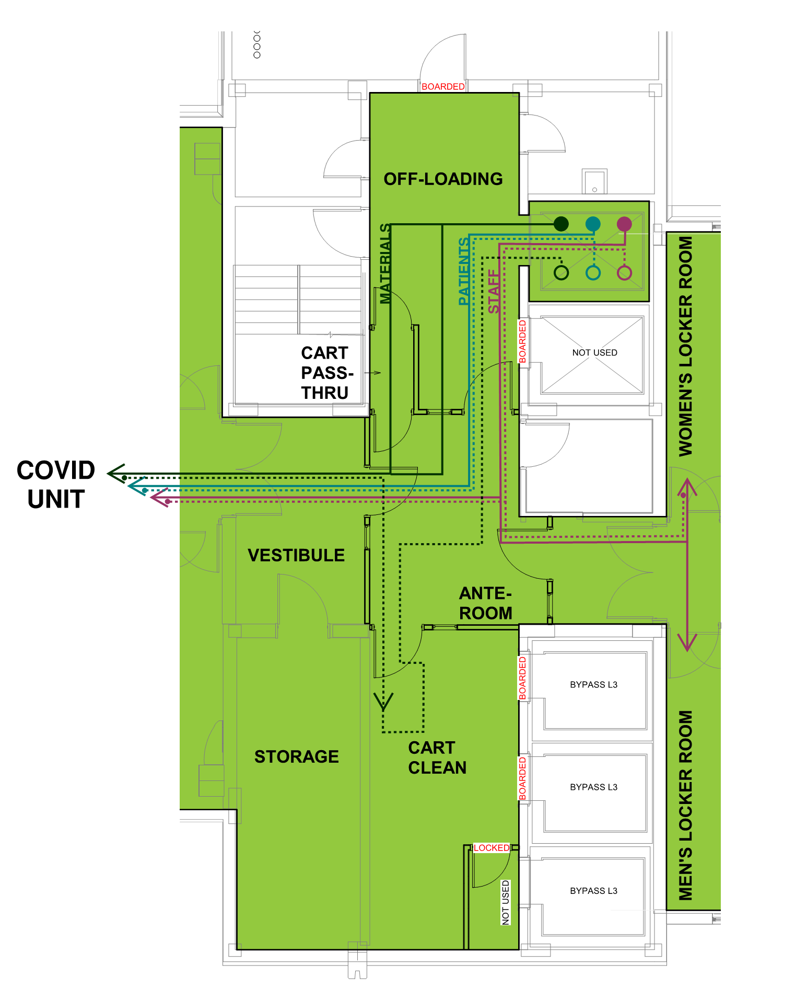 BOARDED
OFF-LOADING
MATERIALS
PATIENTS
STAFF
WOMEN'S LOCKER ROOM
BOARDED
NOT USED
CART
PASS-
THRU
COVID
UNIT
VESTIBULE
ANTE-
ROOM
BOARDED
BYPASS L3
STORAGE
CART
CLEAN
BOARDED
BYPASS L3
MEN'S LOCKER ROOM
LOCKED
NOT USED
BYPASS L3